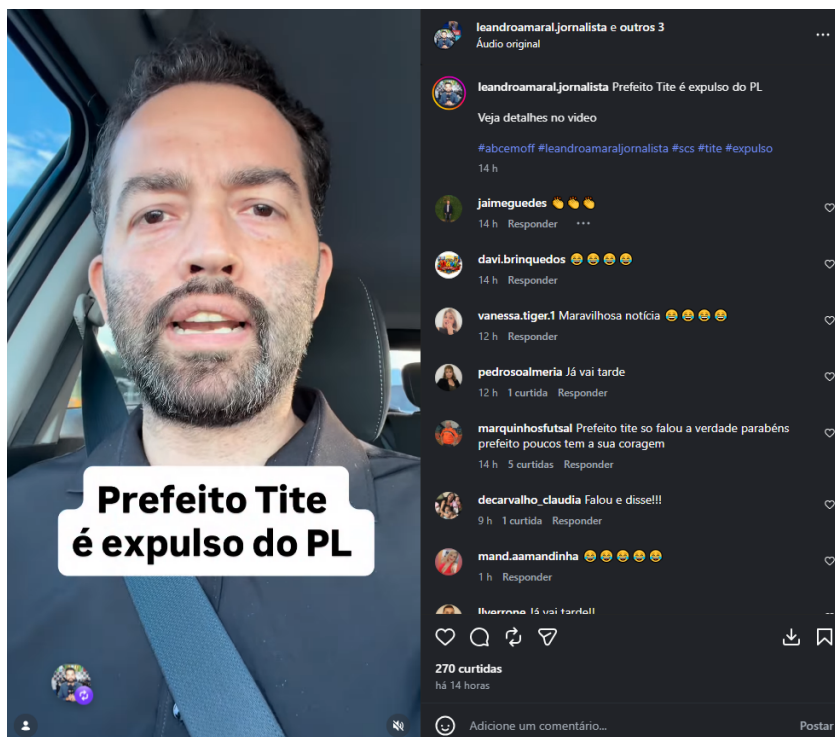 leandroamaral.jornalista e outros 3
Áudio original
leandroamaral.jornalista Prefeito Tite é expulso do PL
Veja detalhes no video
#abcemoff #leandroamaraljornalista #scs #tite #expulso
14 h
jaimeguedes 👏👏👏
14 h Responder
davi.brinquedos 😂😂😂😂
14 h Responder
vanessa.tiger.1 Maravilhosa notícia 😂😂😂😂
12 h Responder
pedrosoalmeria Já vai tarde
12 h 1 curtida Responder
marquinhosfutsal Prefeito tite so falou a verdade parabéns
prefeito poucos tem a sua coragem
14 h 5 curtidas Responder
decarvalho_claudia Falou e disse!!!
9 h 1 curtida Responder
mand.aamandinha 😂😂😂😂😂
1 h Responder
Já vai tarde!!
270 curtidas
há 14 horas
Adicione um comentário... Postar
Prefeito Tite
é expulso do PL